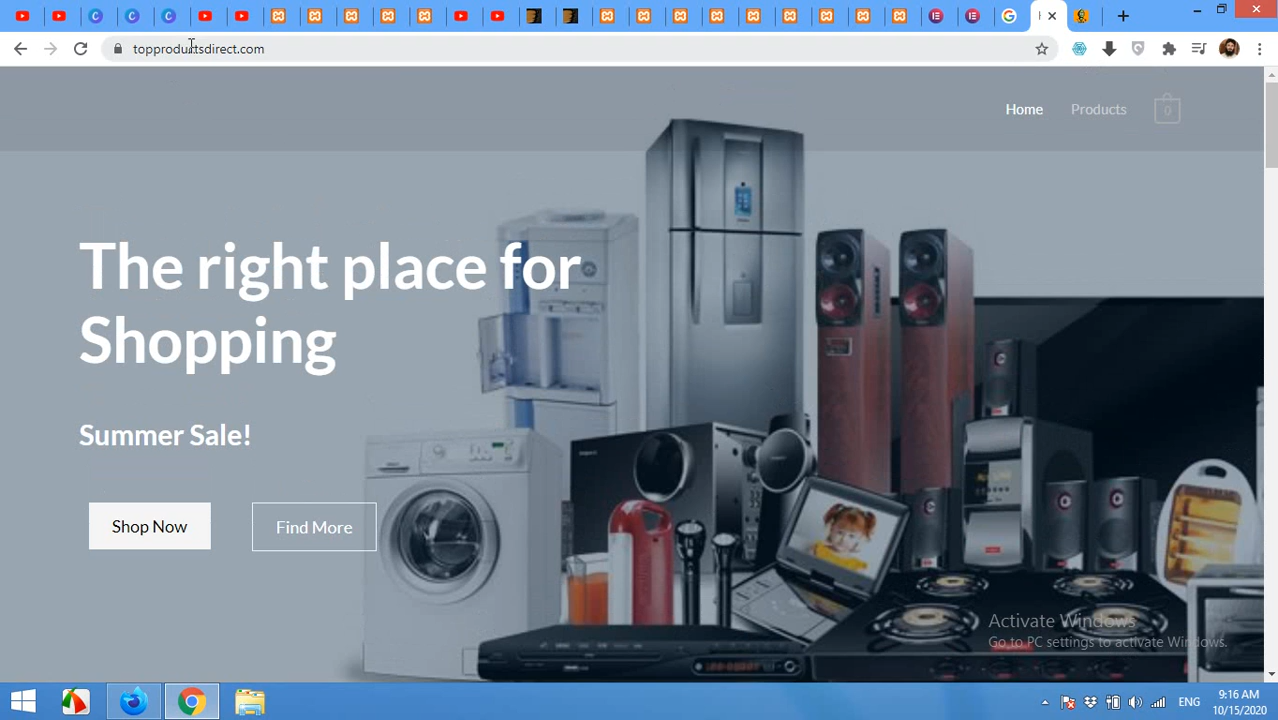 topproductsdirect.com
Home
Products
0
The right place for
Shopping
Summer Sale!
Shop Now
Find More
Activate Windows
Go to PC settings to activate Windows.
ENG
9:16 AM
10/15/2020